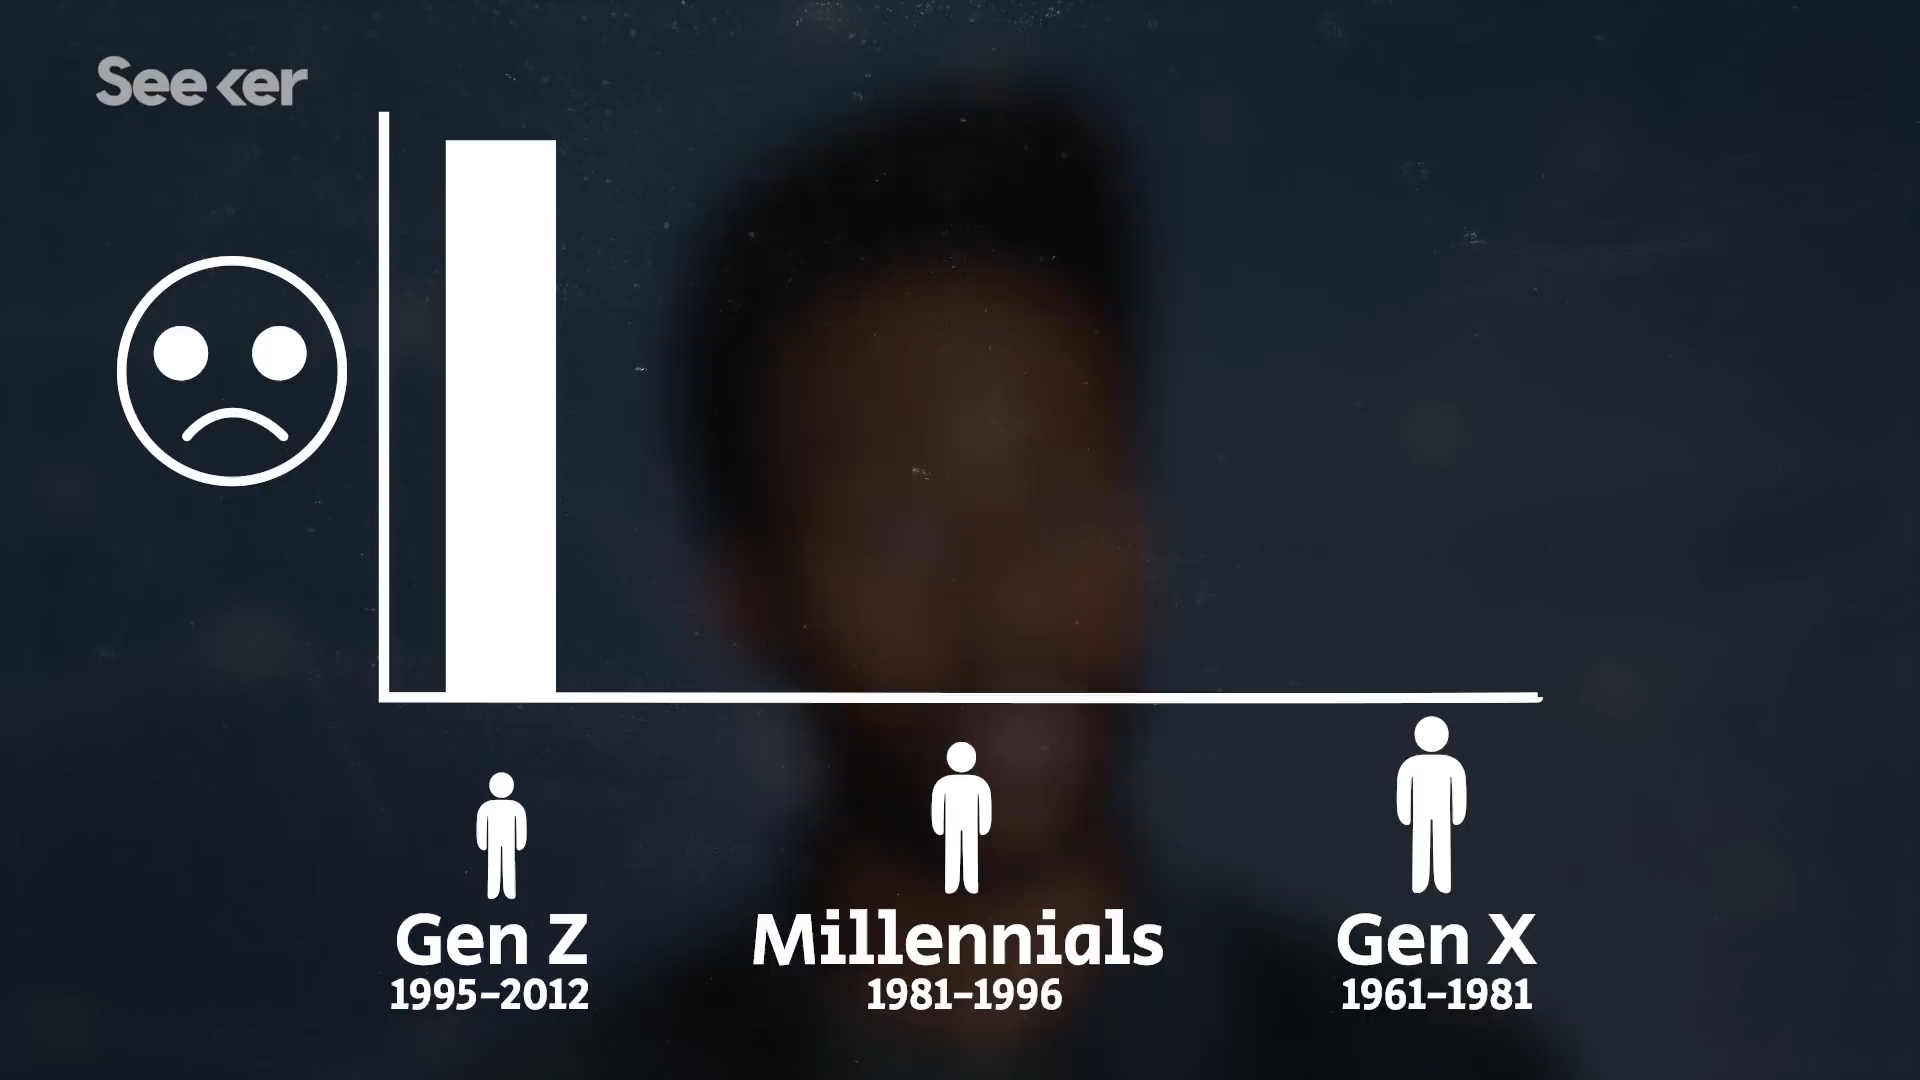 Seeker
Gen Z
1995–2012
Millennials
1981–1996
Gen X
1961–1981